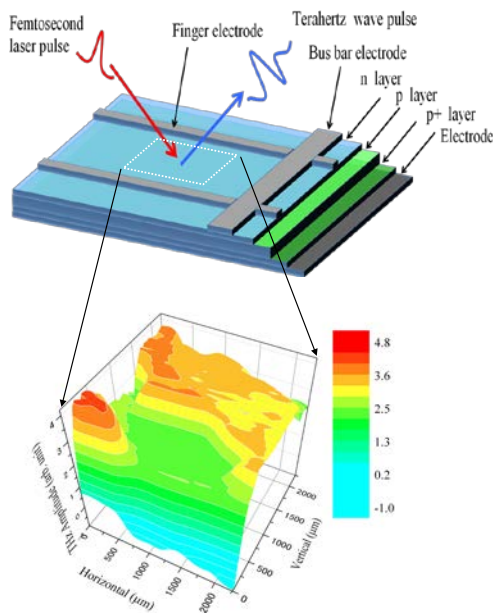 Femtosecond
laser pulse
Finger electrode
Terahertz
wave pulse
Bus bar electrode
n layer
p layer
p+ layer
Electrode
4.8
3.6
2.5
1.3
0.2
-1.0
4
3
2
1
0
THz Amplitude (arb. unit)
0
500
1000
1500
2000
Horizontal (μm)
0
500
1000
1500
2000
Vertical (μm)